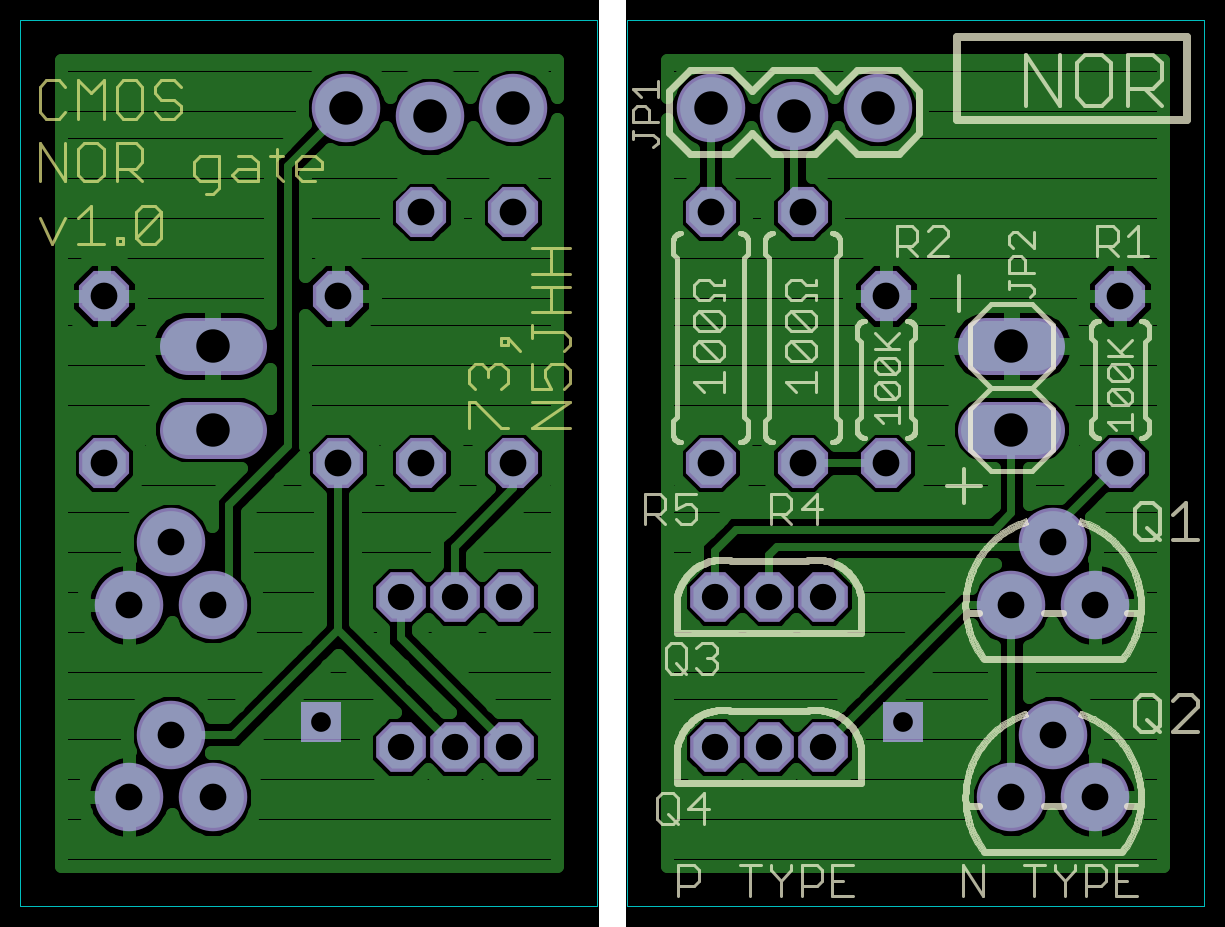 CMOS
NOR gate
v1.0
73,
N5JHH
NOR
JP1
R2
JP2
R1
-
100Ω
100Ω
100K
100K
+
R5
R4
Q1
Q3
Q2
Q4
P TYPE
N TYPE